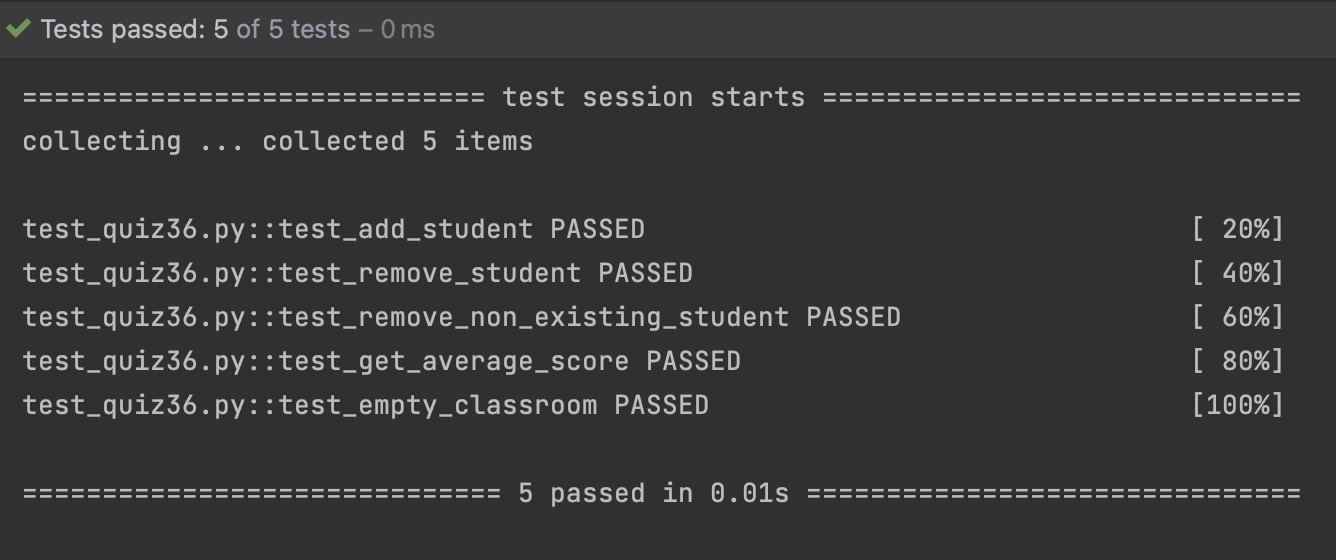 Tests passed: 5 of 5 tests – 0 ms
============================= test session starts ==============================
collecting ... collected 5 items
test_quiz36.py::test_add_student PASSED [ 20%]
test_quiz36.py::test_remove_student PASSED [ 40%]
test_quiz36.py::test_remove_non_existing_student PASSED [ 60%]
test_quiz36.py::test_get_average_score PASSED [ 80%]
test_quiz36.py::test_empty_classroom PASSED [100%]
============================== 5 passed in 0.01s ===============================